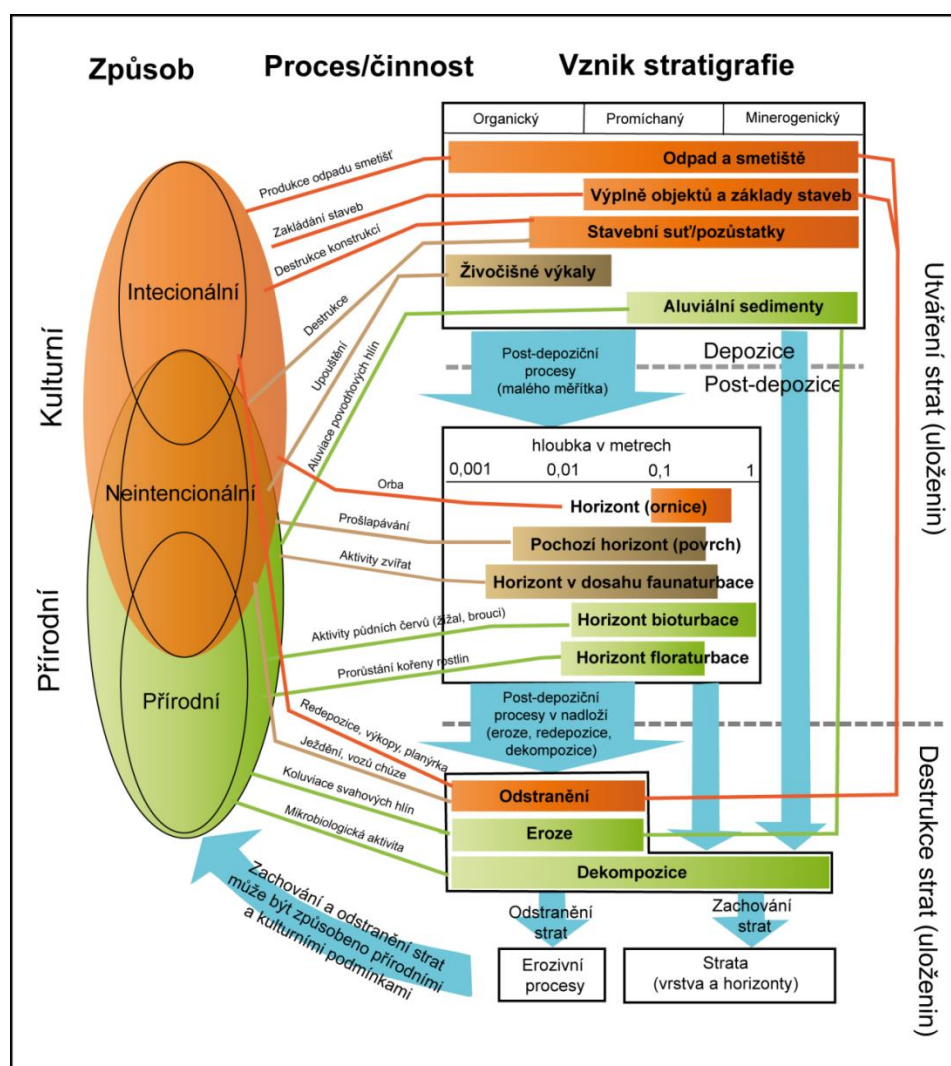 Způsob
Proces/činnost
Vznik stratigrafie
Organický
Promíchaný
Minerogenický
Produkce odpadu smetišť
Odpad a smetiště
Zakládání staveb
Výplně objektů a základy staveb
Destrukce konstrukcí
Stavební suť/pozůstatky
Destrukce
Živočišné výkaly
Upouštění
Aluviální sedimenty
Aluviace povodňových hlín
Intecionální
Kulturní
Neintencionální
Přírodní
Přírodní
Post-depoziční
procesy
(malého měřítka)
Depozice
Post-depozice
Utváření strat (uloženin)
hloubka v metrech
0,001
0,01
0,1
1
Orba
Horizont (ornice)
Prošlapávání
Pochozí horizont (povrch)
Aktivity zvířat
Horizont v dosahu faunaturbace
Aktivity půdních červů (žížal, brouci)
Horizont bioturbace
Prorůstání kořeny rostlin
Horizont floraturbace
Post-depoziční
procesy v nadloží
(eroze, redepozice,
dekompozice)
Redepozice, výkopy, planýrka
Ježdění, vozů chůze
Koluviace svahových hlín
Mikrobiologická aktivita
Odstranění
Eroze
Dekompozice
Destrukce strat (uloženin)
Odstranění
strat
Zachování
strat
Erozivní
procesy
Strata
(vrstva a horizonty)
Zachování a odstranění strat
může být způsobeno přírodními
a kulturními podmínkami